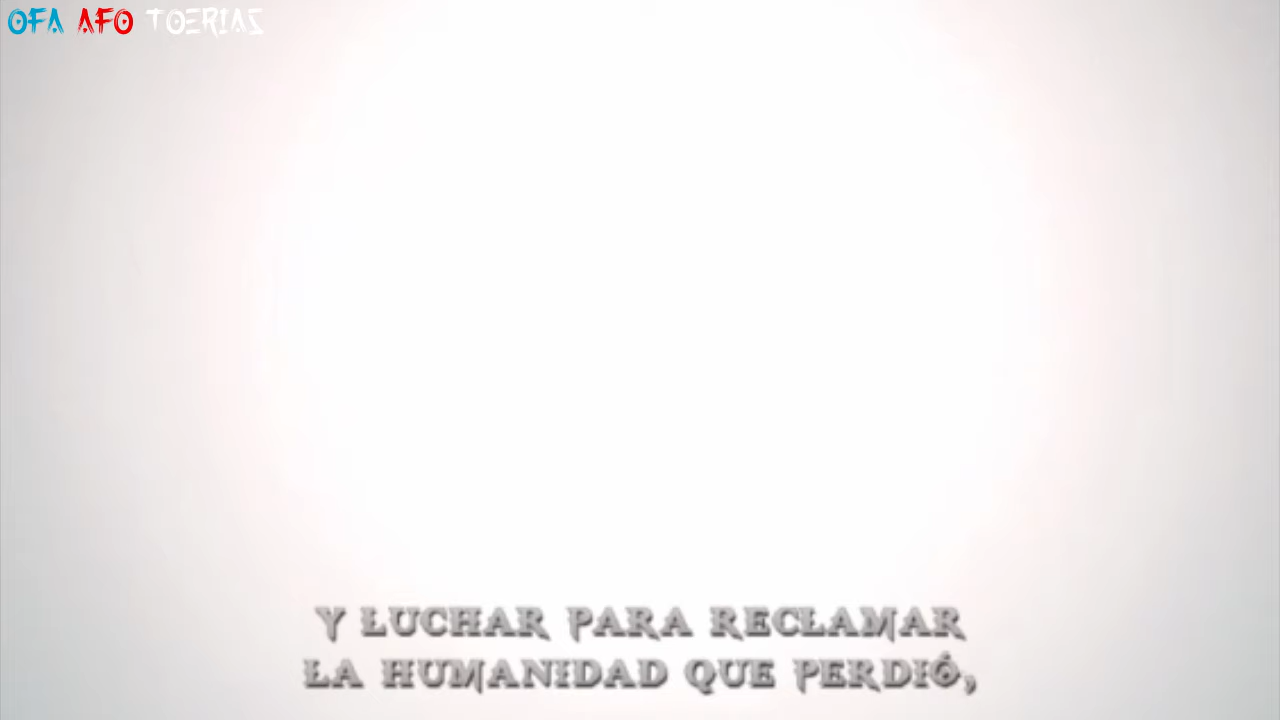 OFA AFO TOERIAS
Y LUCHAR PARA RECLAMAR
LA HUMANIDAD QUE PERDIÓ,